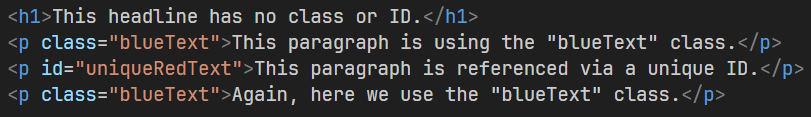 <h1>This headline has no class or ID.</h1>
<p class="blueText">This paragraph is using the "blueText" class.</p>
<p id="uniqueRedText">This paragraph is referenced via a unique ID.</p>
<p class="blueText">Again, here we use the "blueText" class.</p>